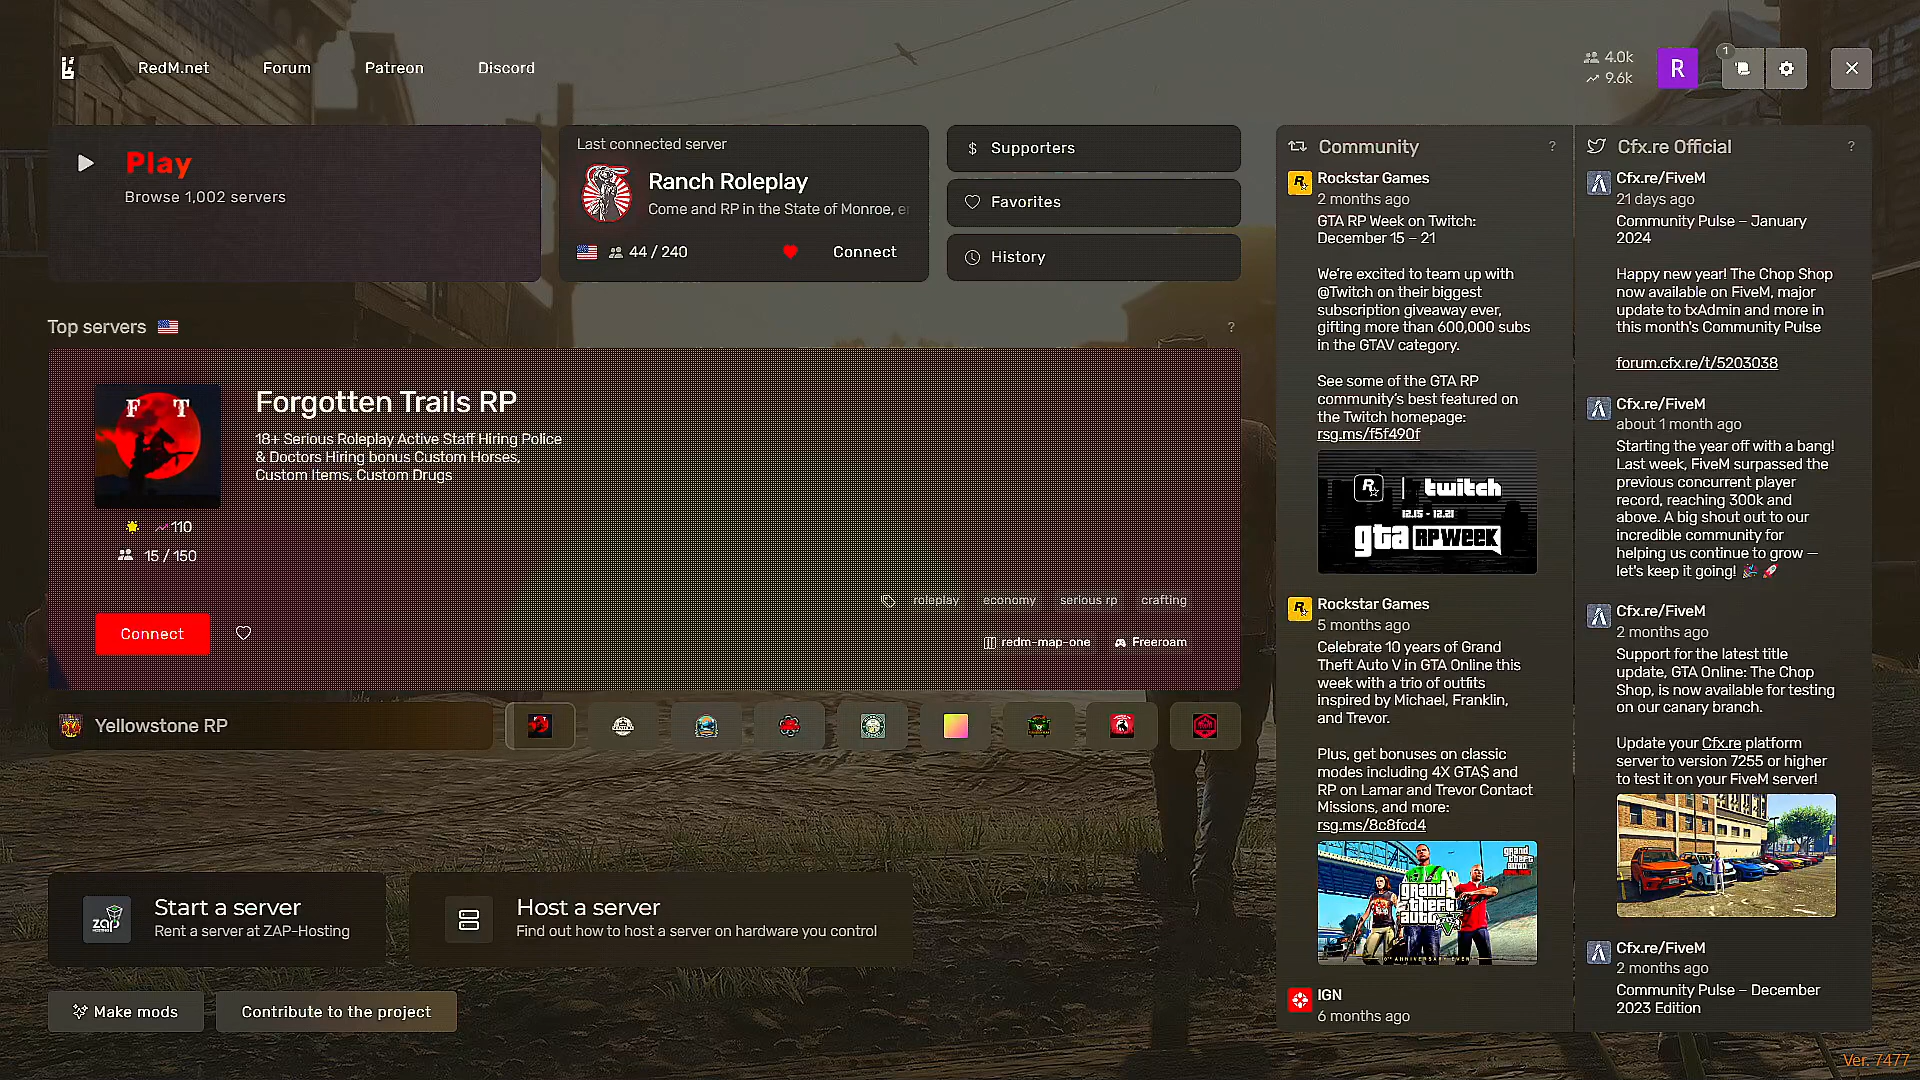 RedM.net
Forum
Patreon
Discord
4.0k
9.6k
R
1
Play
Browse 1,002 servers
Last connected server
Ranch Roleplay
Come and RP in the State of Monroe,
44 / 240
Connect
$ Supporters
Favorites
History
Top servers
?
Forgotten Trails RP
18+ Serious Roleplay Active Staff Hiring Police
& Doctors Hiring bonus Custom Horses,
Custom Items, Custom Drugs
F T
110
15 / 150
Connect
roleplay economy serious rp crafting
redm-map-one Freeroam
Yellowstone RP
zap
Start a server
Rent a server at ZAP-Hosting
Host a server
Find out how to host a server on hardware you control
Make mods
Contribute to the project
Community
?
Rockstar Games
2 months ago
GTA RP Week on Twitch:
December 15 – 21
We're excited to team up with
@Twitch on their biggest
subscription giveaway ever,
gifting more than 600,000 subs
in the GTAV category.
See some of the GTA RP
community's best featured on
the Twitch homepage:
rsg.ms/f5f490f
R twitch
12.15 - 12.21
gta RP WEEK
Rockstar Games
5 months ago
Celebrate 10 years of Grand
Theft Auto V in GTA Online this
week with a trio of outfits
inspired by Michael, Franklin,
and Trevor.
Plus, get bonuses on classic
modes including 4X GTA$ and
RP on Lamar and Trevor Contact
Missions, and more:
rsg.ms/8c8fcd4
grand
theft
auto
V
IGN
6 months ago
Cfx.re Official
?
Cfx.re/FiveM
21 days ago
Community Pulse – January
2024
Happy new year! The Chop Shop
now available on FiveM, major
update to txAdmin and more in
this month's Community Pulse
forum.cfx.re/t/5203038
Cfx.re/FiveM
about 1 month ago
Starting the year off with a bang!
Last week, FiveM surpassed the
previous concurrent player
record, reaching 300k and
above. A big shout out to our
incredible community for
helping us continue to grow —
let's keep it going! 🎉 🚀
Cfx.re/FiveM
2 months ago
Support for the latest title
update, GTA Online: The Chop
Shop, is now available for testing
on our canary branch.
Update your Cfx.re platform
server to version 7255 or higher
to test it on your FiveM server!
Cfx.re/FiveM
2 months ago
Community Pulse – December
2023 Edition
Ver. 7477